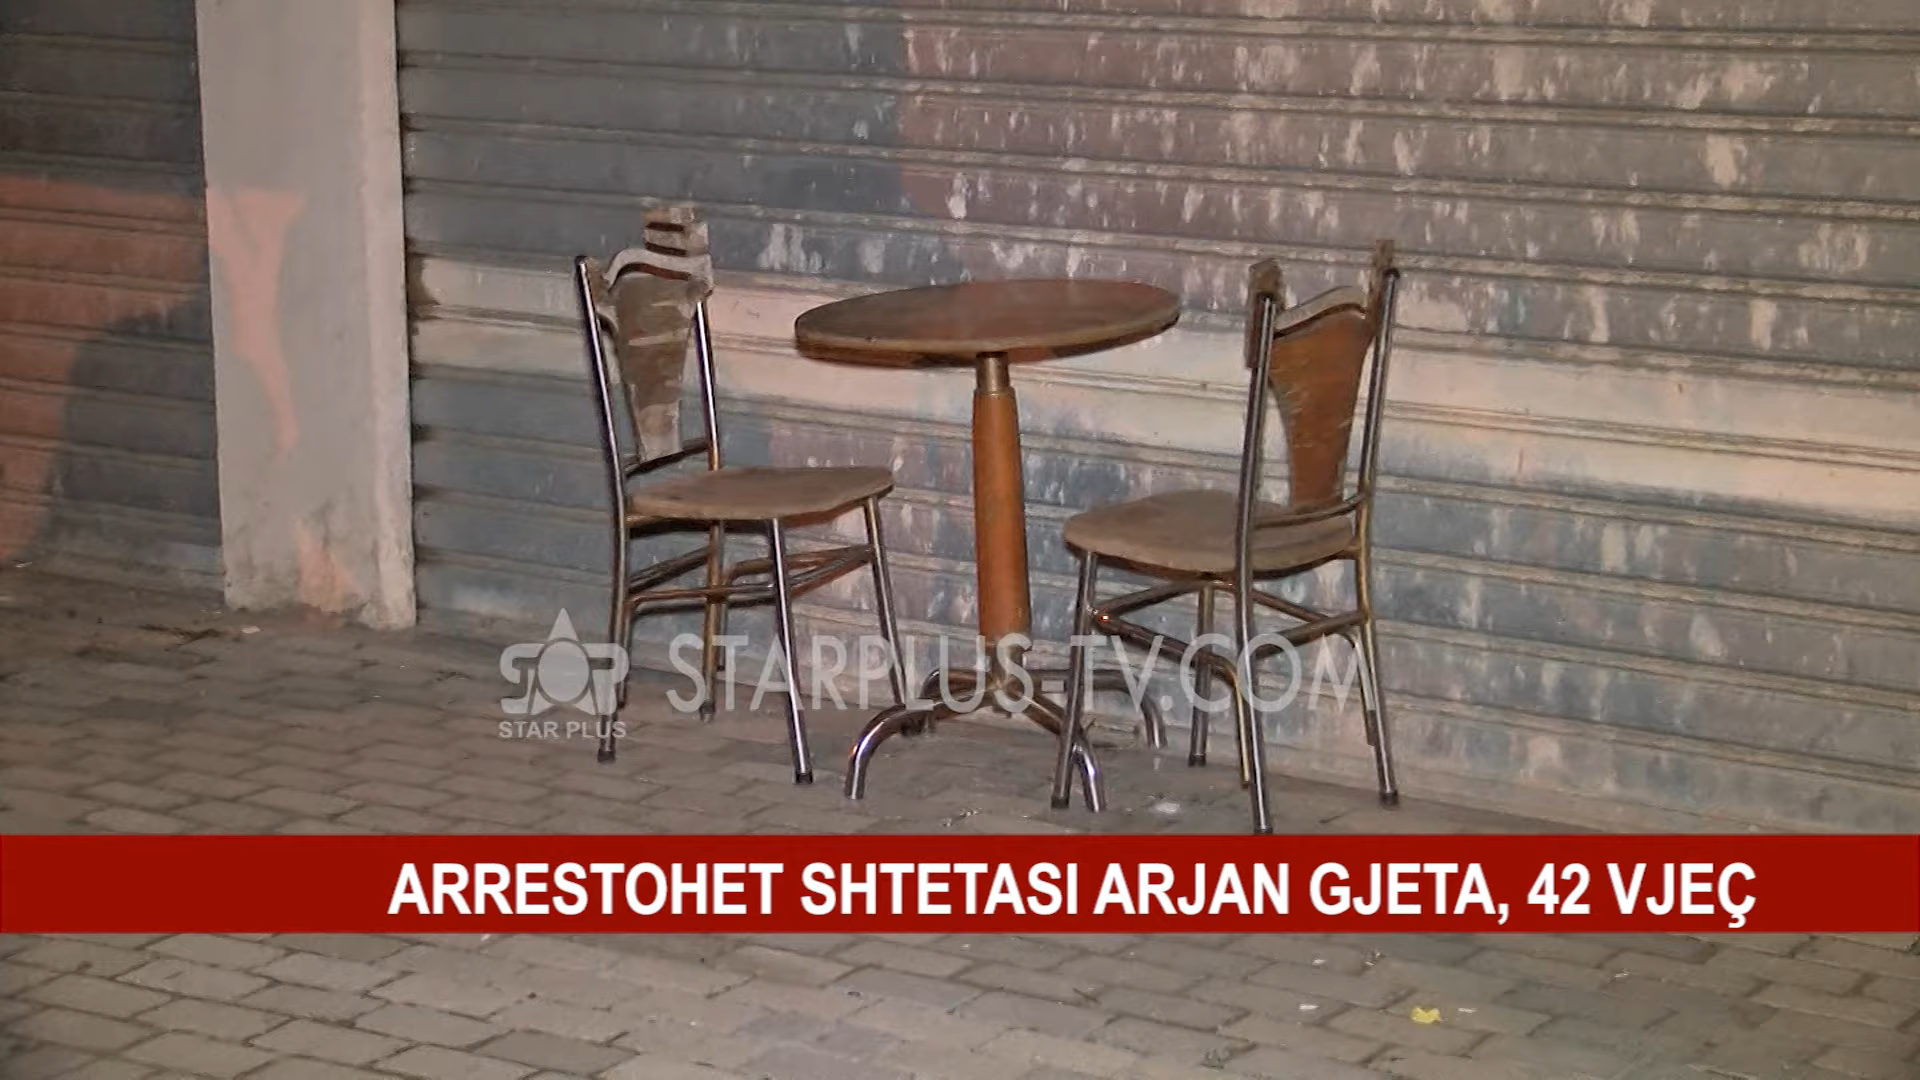 STARPLUS-TV.COM
STAR PLUS
ARRESTOHET SHTETASI ARJAN GJETA, 42 VJEÇ